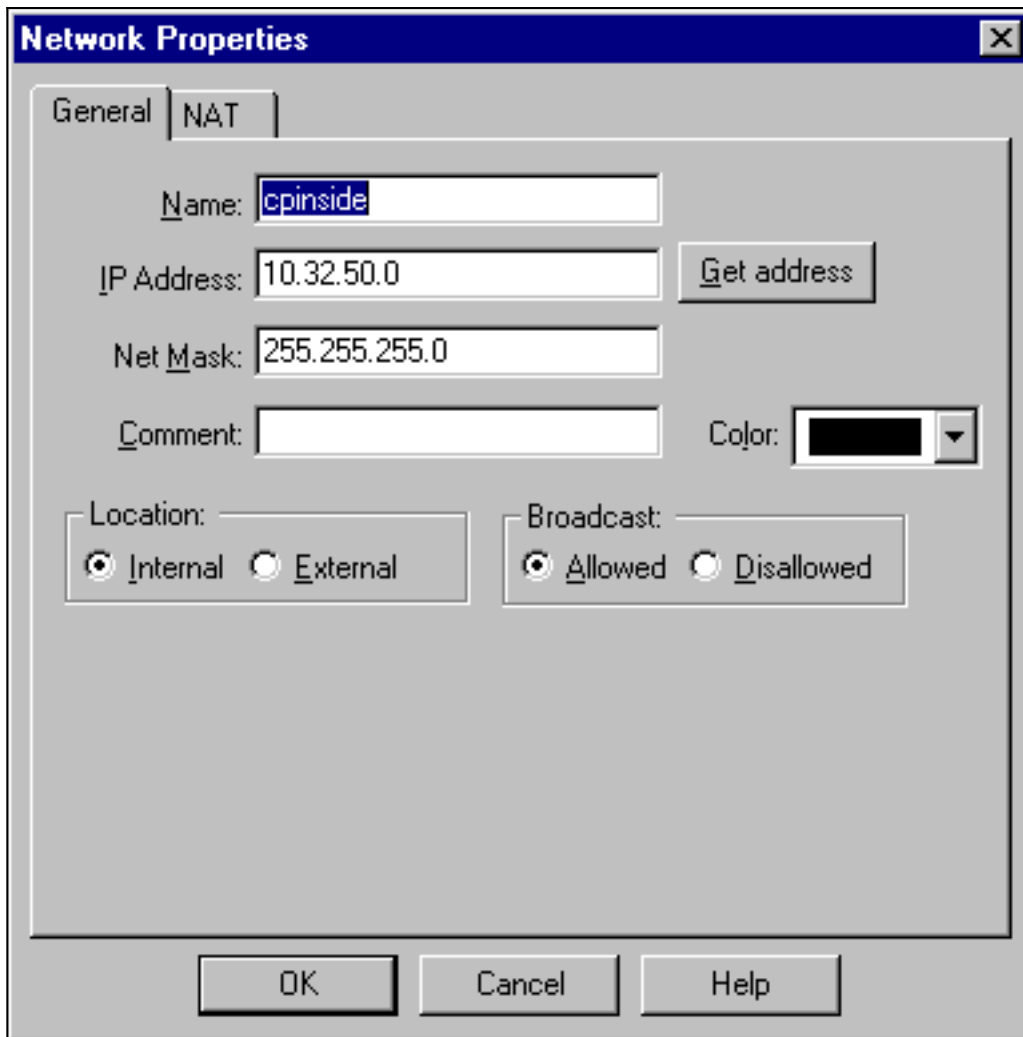 Network Properties
General NAT
Name: cpinside
IP Address: 10.32.50.0 Get address
Net Mask: 255.255.255.0
Comment: Color:
Location: Broadcast:
Internal External Allowed Disallowed
OK Cancel Help